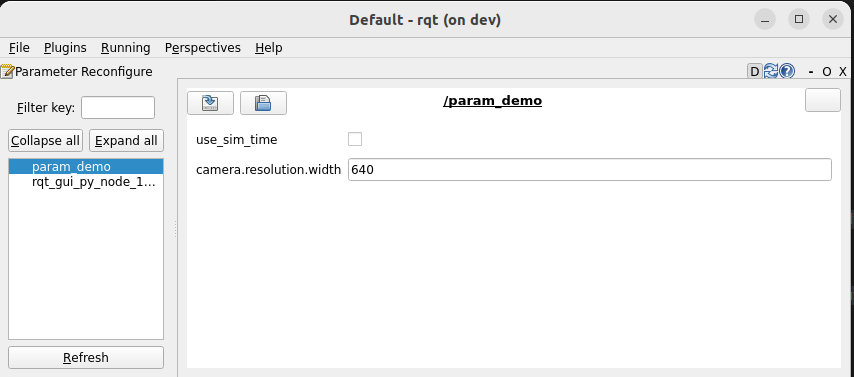 Default - rqt (on dev)
File Plugins Running Perspectives Help
Parameter Reconfigure
D - O X
Filter key:
Collapse all Expand all
param_demo
rqt_gui_py_node_1...
Refresh
/param_demo
use_sim_time
camera.resolution.width 640